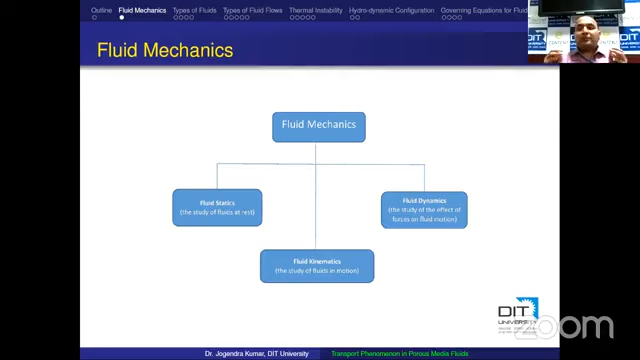 Outline Fluid Mechanics Types of Fluids Types of Fluid Flows Thermal Instability Hydro-dynamic Configuration Governing Equations for Fluid
Fluid Mechanics
Fluid Mechanics
Fluid Statics
(the study of fluids at rest)
Fluid Dynamics
(the study of the effect of
forces on fluid motion)
Fluid Kinematics
(the study of fluids in motion)
DIT
UNIVERSITY
zoom
Dr. Jogendra Kumar, DIT University Transport Phenomenon in Porous Media Fluids